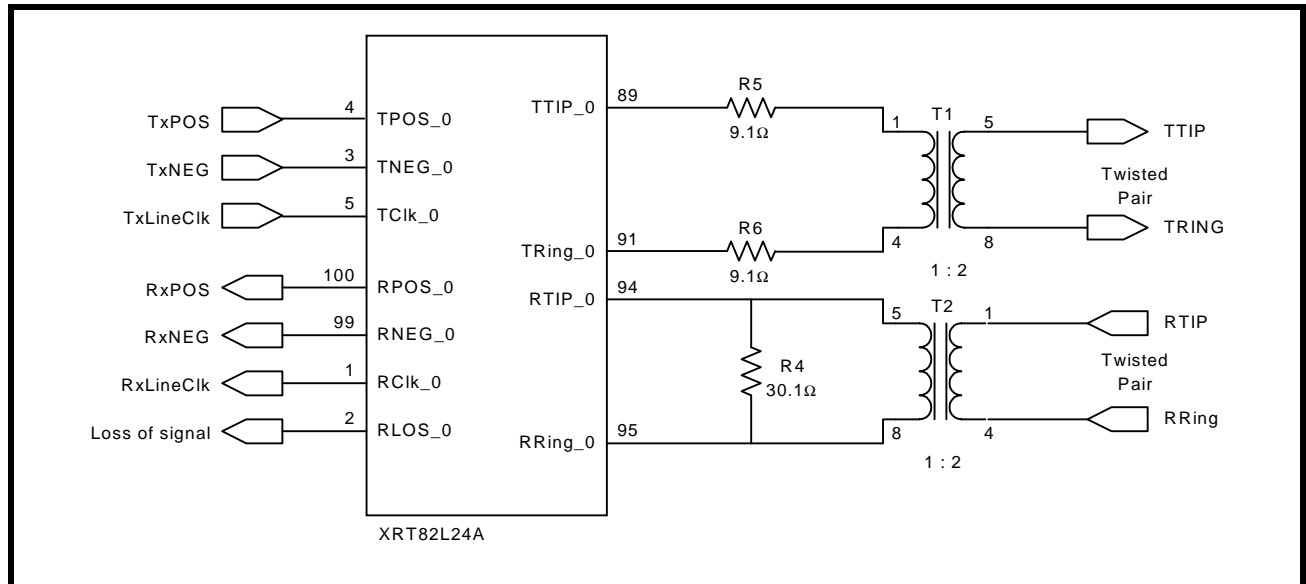 TxPOS
4
TPOS_0
TxNEG
3
TNEG_0
TxLineClk
5
TClk_0
RxPOS
100
RPOS_0
RxNEG
99
RNEG_0
RxLineClk
1
RClk_0
Loss of signal
2
RLOS_0
XRT82L24A
TTIP_0
89
R5
9.1Ω
TRing_0
91
R6
9.1Ω
RTIP_0
94
RRing_0
95
R4
30.1Ω
T1
1
4
5
8
1 : 2
TTIP
Twisted
Pair
TRING
T2
5
8
1
4
1 : 2
RTIP
Twisted
Pair
RRing